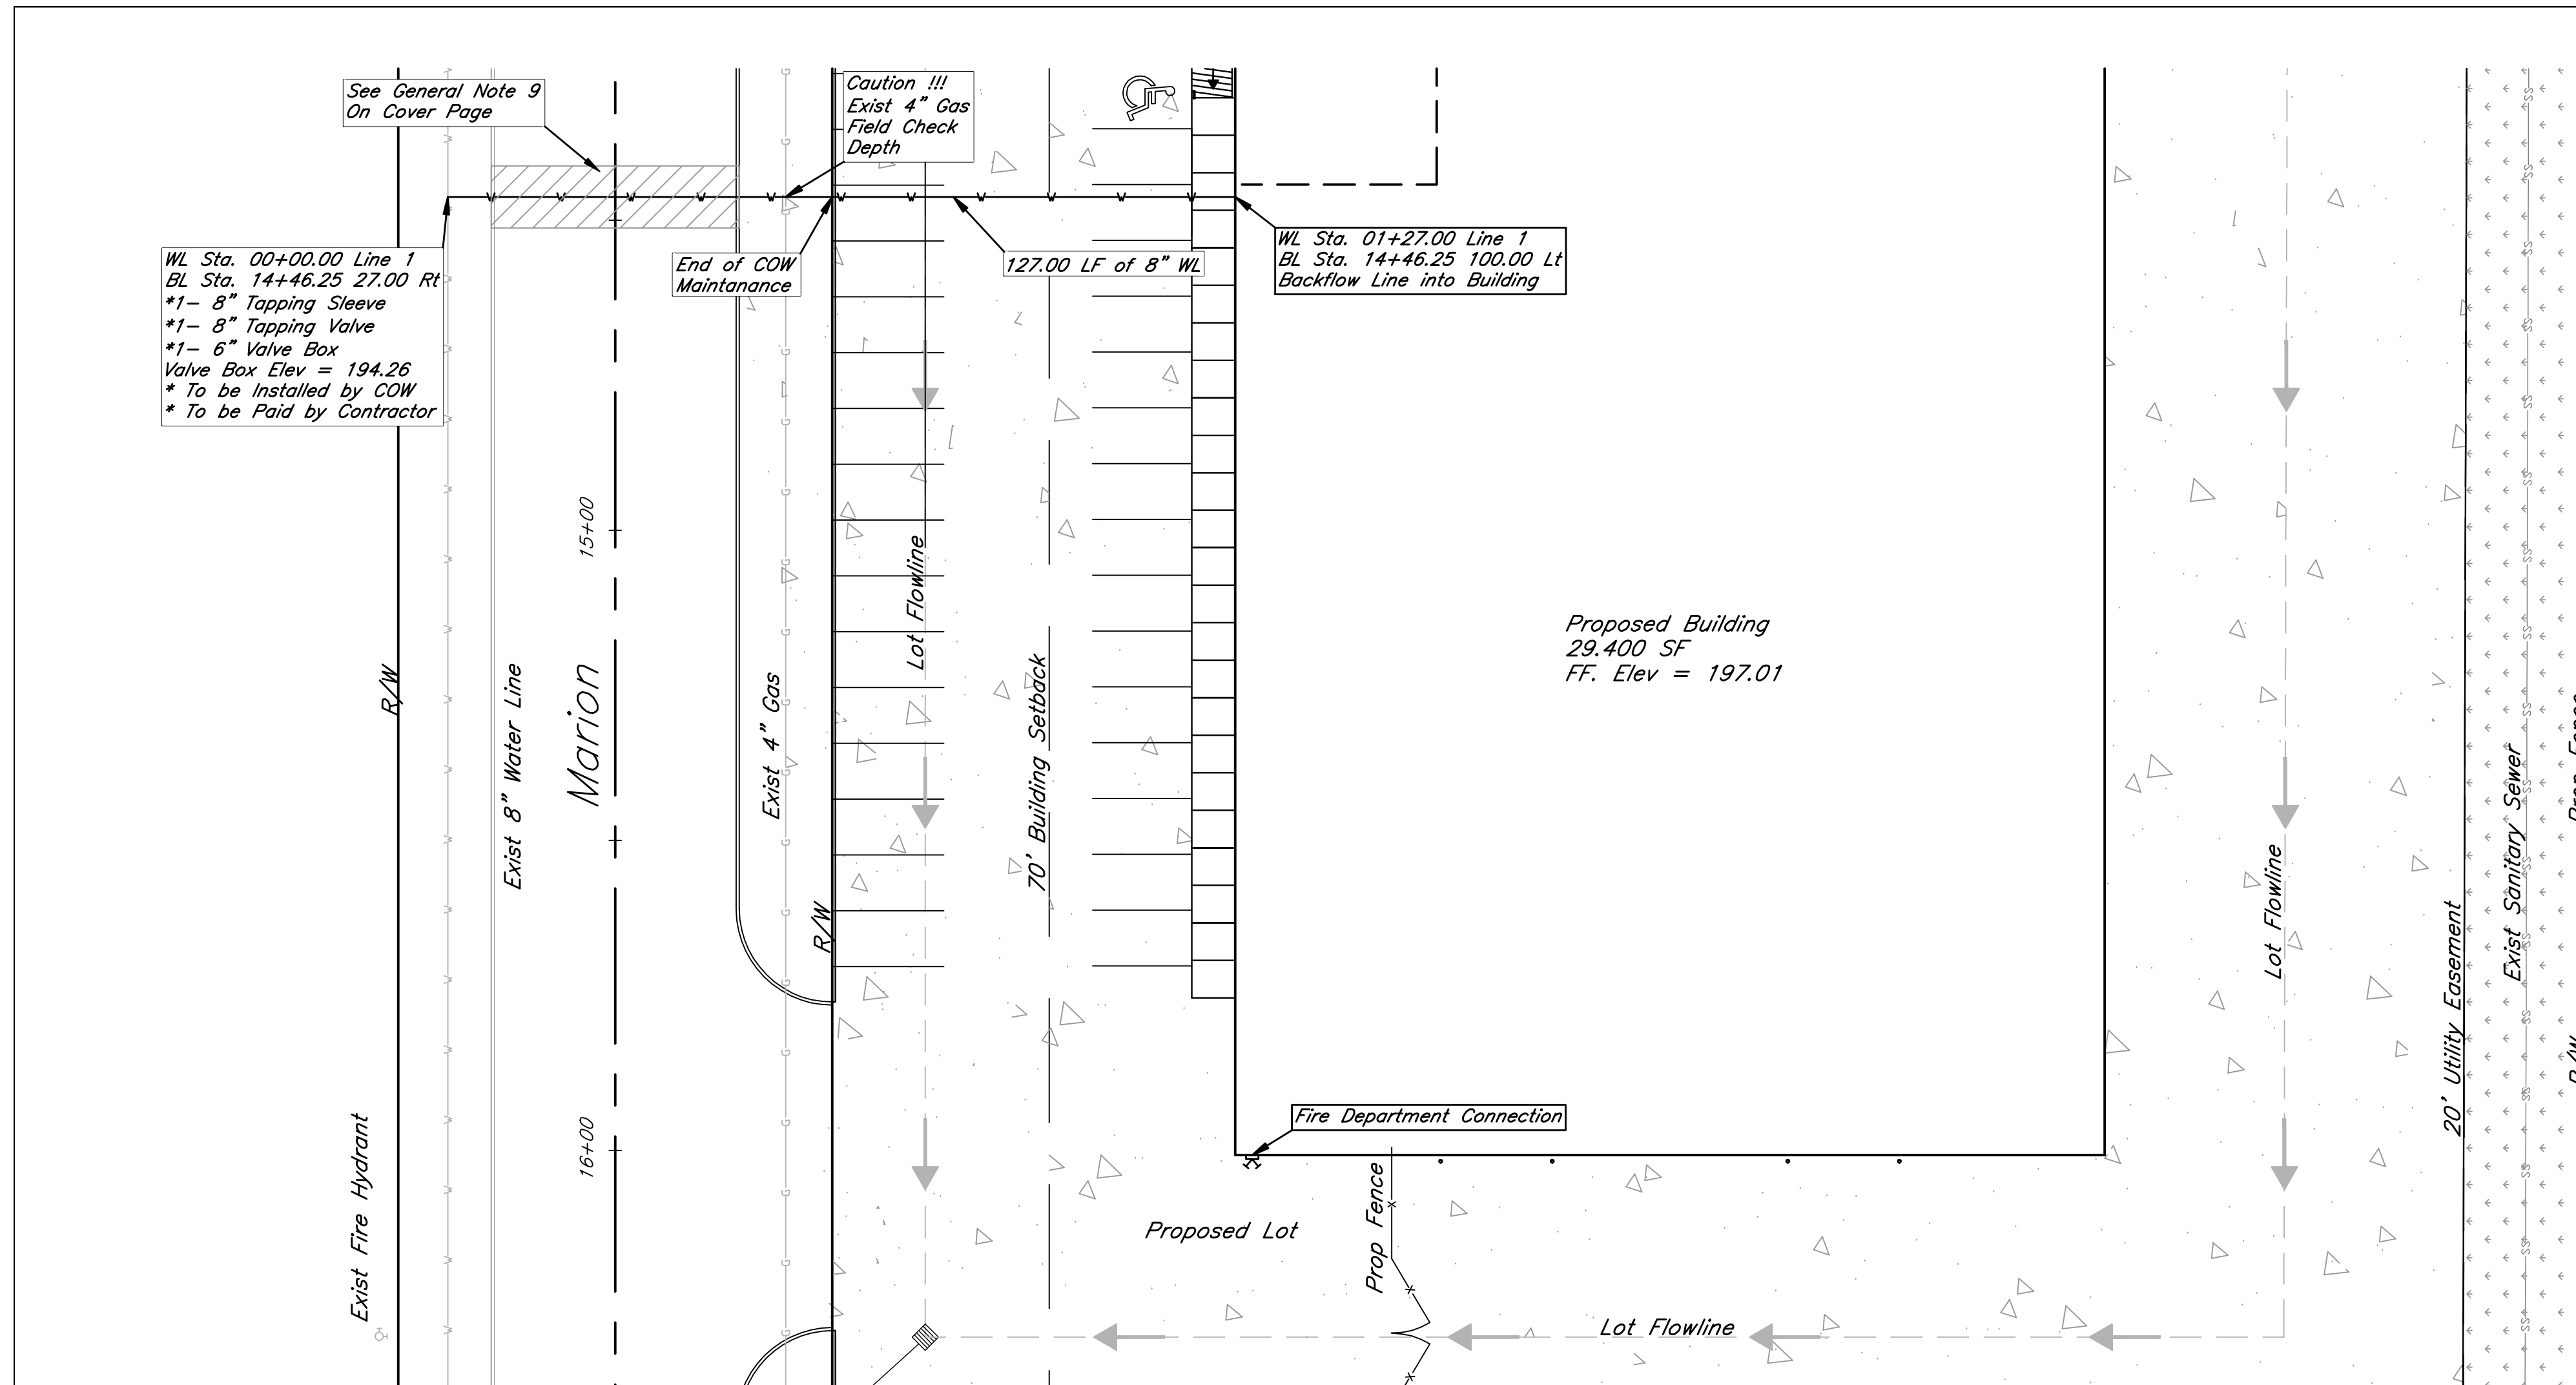 See General Note 9
On Cover Page
Caution !!!
Exist 4" Gas
Field Check
Depth
WL Sta. 00+00.00 Line 1
BL Sta. 14+46.25 27.00 Rt
*1- 8" Tapping Sleeve
*1- 8" Tapping Valve
*1- 6" Valve Box
Valve Box Elev = 194.26
* To be Installed by COW
* To be Paid by Contractor
End of COW
Maintanance
127.00 LF of 8" WL
WL Sta. 01+27.00 Line 1
BL Sta. 14+46.25 100.00 Lt
Backflow Line into Building
15+00
R/W
Exist 8" Water Line
Marion
Exist 4" Gas
Lot Flowline
70' Building Setback
R/W
Proposed Building
29.400 SF
FF. Elev = 197.01
Lot Flowline
20' Utility Easement
Exist Sanitary Sewer
16+00
Exist Fire Hydrant
Fire Department Connection
Proposed Lot
Prop Fence
Lot Flowline